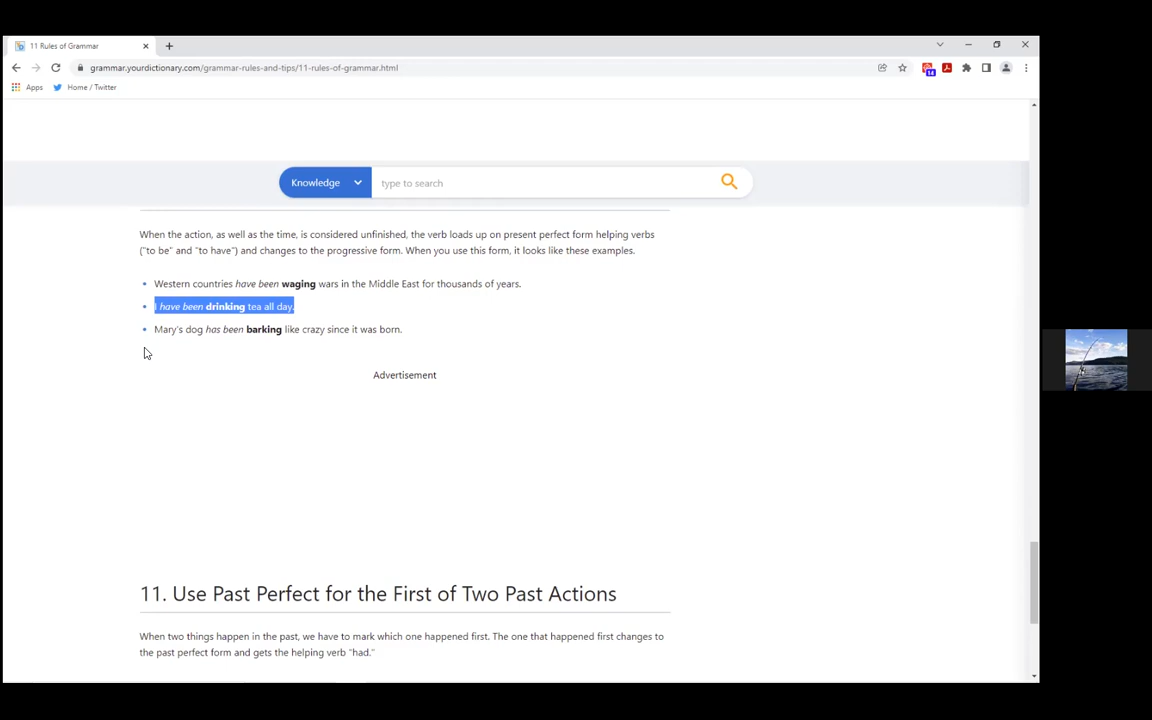 11 Rules of Grammar
grammar.yourdictionary.com/grammar-rules-and-tips/11-rules-of-grammar.html
14
Apps
Home / Twitter
Knowledge
type to search
When the action, as well as the time, is considered unfinished, the verb loads up on present perfect form helping verbs
("to be" and "to have") and changes to the progressive form. When you use this form, it looks like these examples.
Western countries have been waging wars in the Middle East for thousands of years.
I have been drinking tea all day.
Mary's dog has been barking like crazy since it was born.
Advertisement
11. Use Past Perfect for the First of Two Past Actions
When two things happen in the past, we have to mark which one happened first. The one that happened first changes to
the past perfect form and gets the helping verb "had."